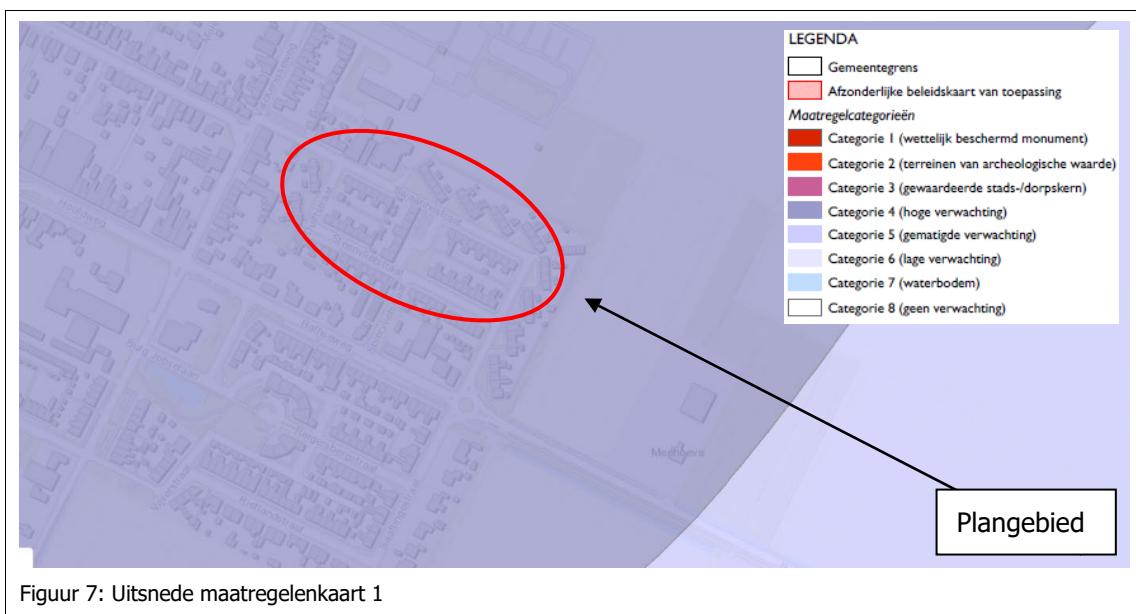 LEGENDA
Gemeentegrens
Afzonderlijke beleidskaart van toepassing
Maatregelcategorieën
Categorie 1 (wettelijk beschermd monument)
Categorie 2 (terreinen van archeologische waarde)
Categorie 3 (gewaardeerde stads-/dorpskern)
Categorie 4 (hoge verwachting)
Categorie 5 (gematigde verwachting)
Categorie 6 (lage verwachting)
Categorie 7 (waterbodem)
Categorie 8 (geen verwachting)
Plangebied
Figuur 7: Uitsnede maatregelenkaart 1